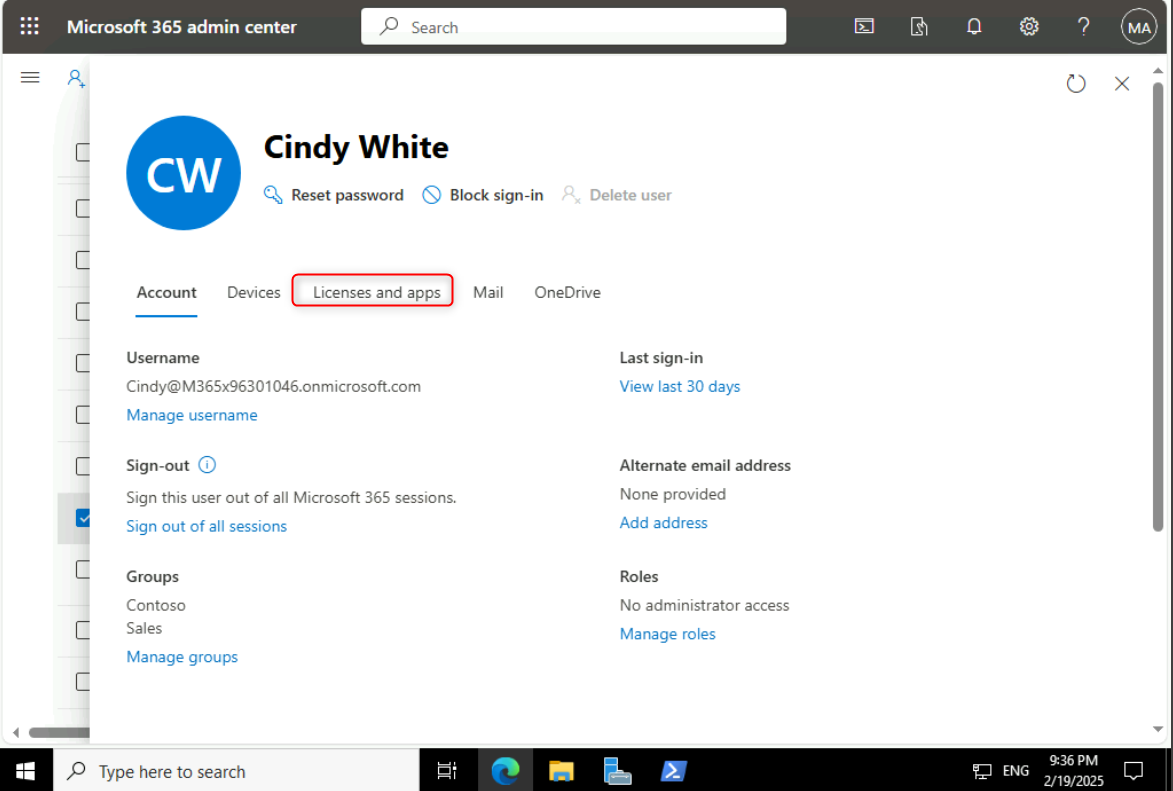 Microsoft 365 admin center
Search
MA
CW
Cindy White
Reset password
Block sign-in
Delete user
Account
Devices
Licenses and apps
Mail
OneDrive
Username
Cindy@M365x96301046.onmicrosoft.com
Manage username
Last sign-in
View last 30 days
Sign-out
Sign this user out of all Microsoft 365 sessions.
Sign out of all sessions
Alternate email address
None provided
Add address
Groups
Contoso
Sales
Manage groups
Roles
No administrator access
Manage roles
Type here to search
ENG
9:36 PM
2/19/2025